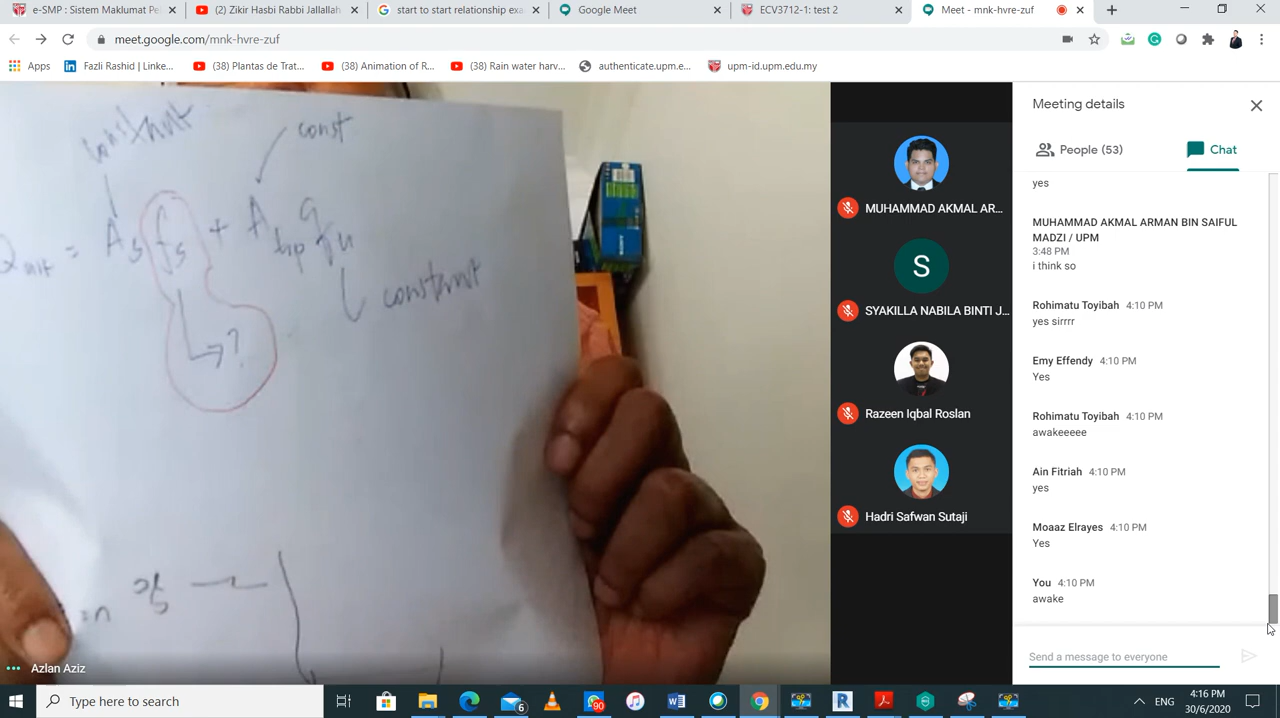 e-SMP : Sistem Maklumat Pe
(2) Zikir Hasbi Rabbi Jallallah
start to start relationship exa
Google Meet
ECV3712-1: test 2
Meet - mnk-hvre-zuf
meet.google.com/mnk-hvre-zuf
Apps
Fazli Rashid | Linke...
(38) Plantas de Trat...
(38) Animation of R...
(38) Rain water harv...
authenticate.upm.e...
upm-id.upm.edu.my
constant
const
= As fs + A tip qu
constant
?
Azlan Aziz
MUHAMMAD AKMAL AR...
S
SYAKILLA NABILA BINTI J...
Razeen Iqbal Roslan
Hadri Safwan Sutaji
Meeting details
People (53)
Chat
yes
MUHAMMAD AKMAL ARMAN BIN SAIFUL
MADZI / UPM
3:48 PM
i think so
Rohimatu Toyibah 4:10 PM
yes sirrrr
Emy Effendy 4:10 PM
Yes
Rohimatu Toyibah 4:10 PM
awakeeeee
Ain Fitriah 4:10 PM
yes
Moaaz Elrayes 4:10 PM
Yes
You 4:10 PM
awake
Send a message to everyone
Type here to search
6
90
ENG
4:16 PM
30/6/2020